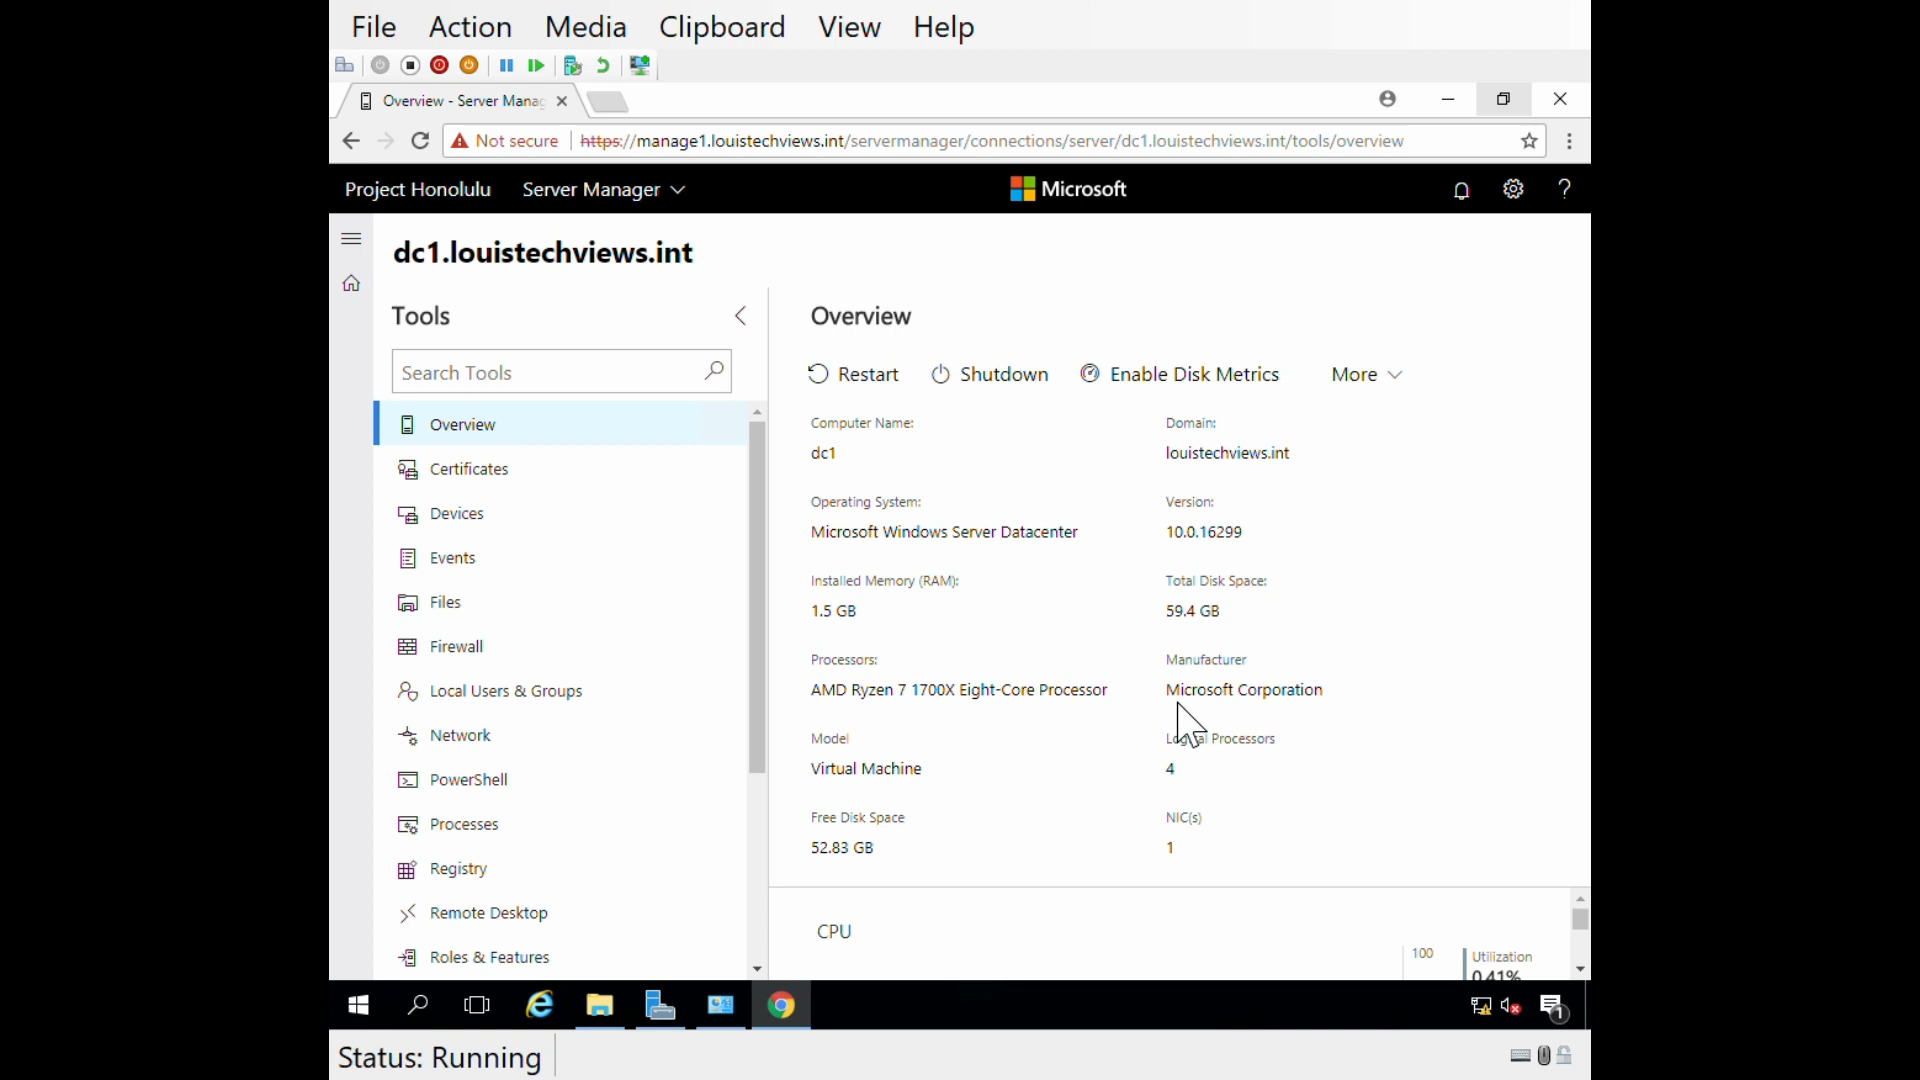 File Action Media Clipboard View Help
Overview - Server Manag
Not secure https://manage1.louistechviews.int/servermanager/connections/server/dc1.louistechviews.int/tools/overview
Project Honolulu Server Manager Microsoft ?
dc1.louistechviews.int
Tools
Search Tools
Overview
Certificates
Devices
Events
Files
Firewall
Local Users & Groups
Network
PowerShell
Processes
Registry
Remote Desktop
Roles & Features
Overview
Restart Shutdown Enable Disk Metrics More
Computer Name: Domain:
dc1 louistechviews.int
Operating System: Version:
Microsoft Windows Server Datacenter 10.0.16299
Installed Memory (RAM): Total Disk Space:
1.5 GB 59.4 GB
Processors: Manufacturer
AMD Ryzen 7 1700X Eight-Core Processor Microsoft Corporation
Model Logical Processors
Virtual Machine 4
Free Disk Space NIC(s)
52.83 GB 1
CPU
100 Utilization
0.41%
1
Status: Running